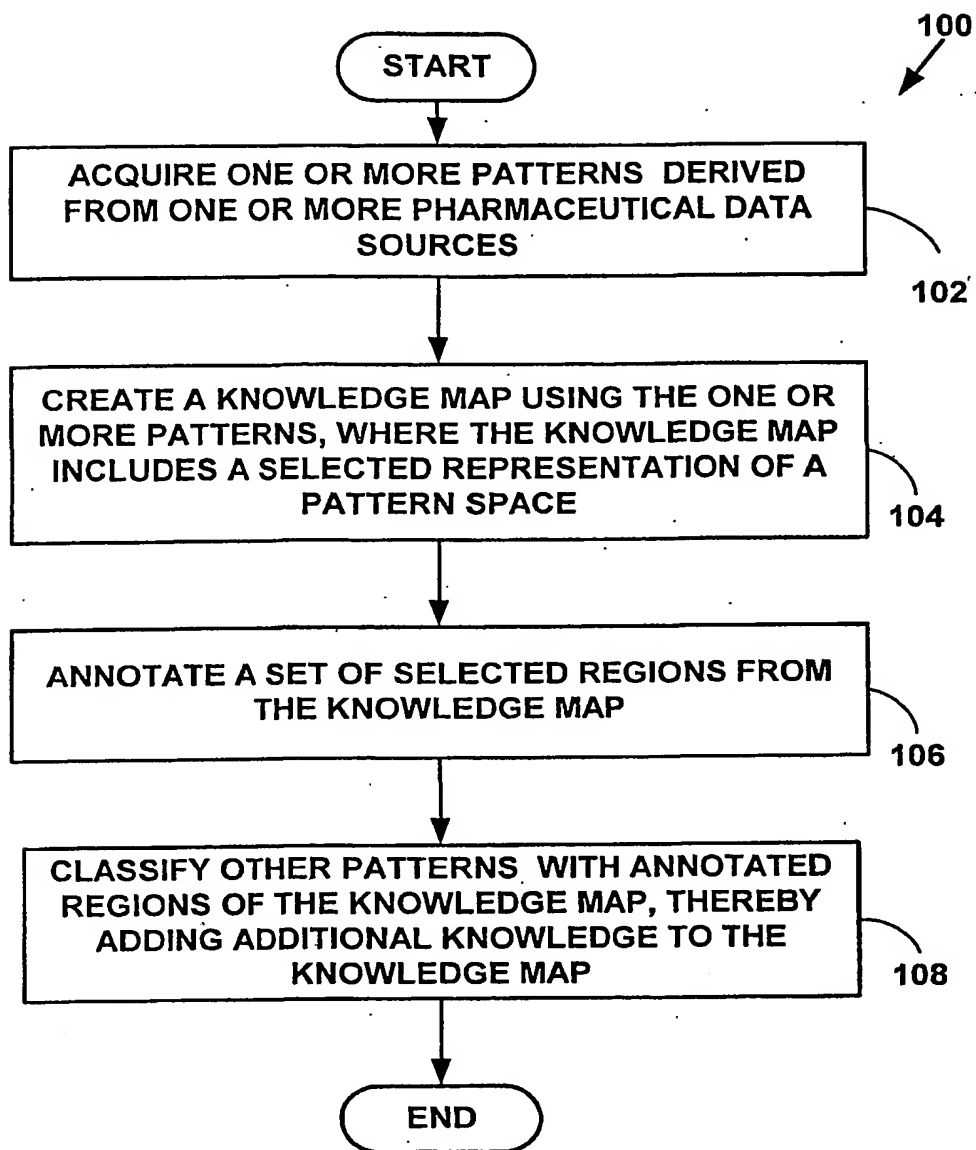 100
START
ACQUIRE ONE OR MORE PATTERNS DERIVED
FROM ONE OR MORE PHARMACEUTICAL DATA
SOURCES
102
CREATE A KNOWLEDGE MAP USING THE ONE OR
MORE PATTERNS, WHERE THE KNOWLEDGE MAP
INCLUDES A SELECTED REPRESENTATION OF A
PATTERN SPACE
104
ANNOTATE A SET OF SELECTED REGIONS FROM
THE KNOWLEDGE MAP
106
CLASSIFY OTHER PATTERNS WITH ANNOTATED
REGIONS OF THE KNOWLEDGE MAP, THEREBY
ADDING ADDITIONAL KNOWLEDGE TO THE
KNOWLEDGE MAP
108
END